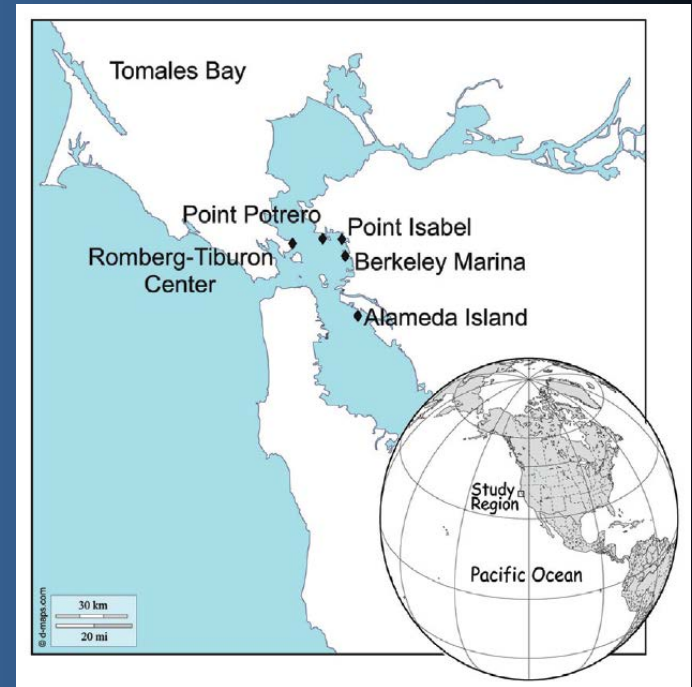 Tomales Bay
Point Potrero
Point Isabel
Romberg-Tiburon
Center
Berkeley Marina
Alameda Island
Study
Region
Pacific Ocean
30 km
20 mi
© d-maps.com